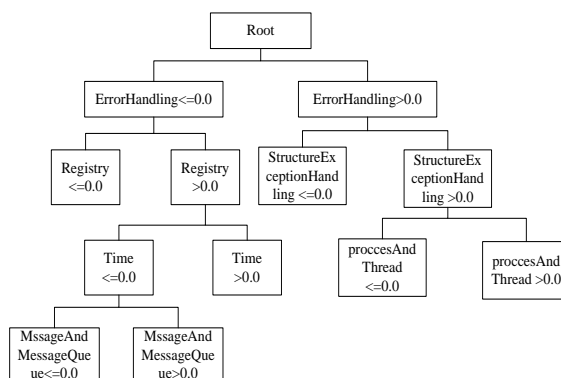 Root
ErrorHandling<=0.0
ErrorHandling>0.0
Registry
<=0.0
Registry
>0.0
StructureEx
ceptionHand
ling <=0.0
StructureEx
ceptionHand
ling >0.0
Time
<=0.0
Time
>0.0
proccesAnd
Thread
<=0.0
proccesAnd
Thread >0.0
MssageAnd
MessageQue
ue<=0.0
MssageAnd
MessageQue
ue>0.0